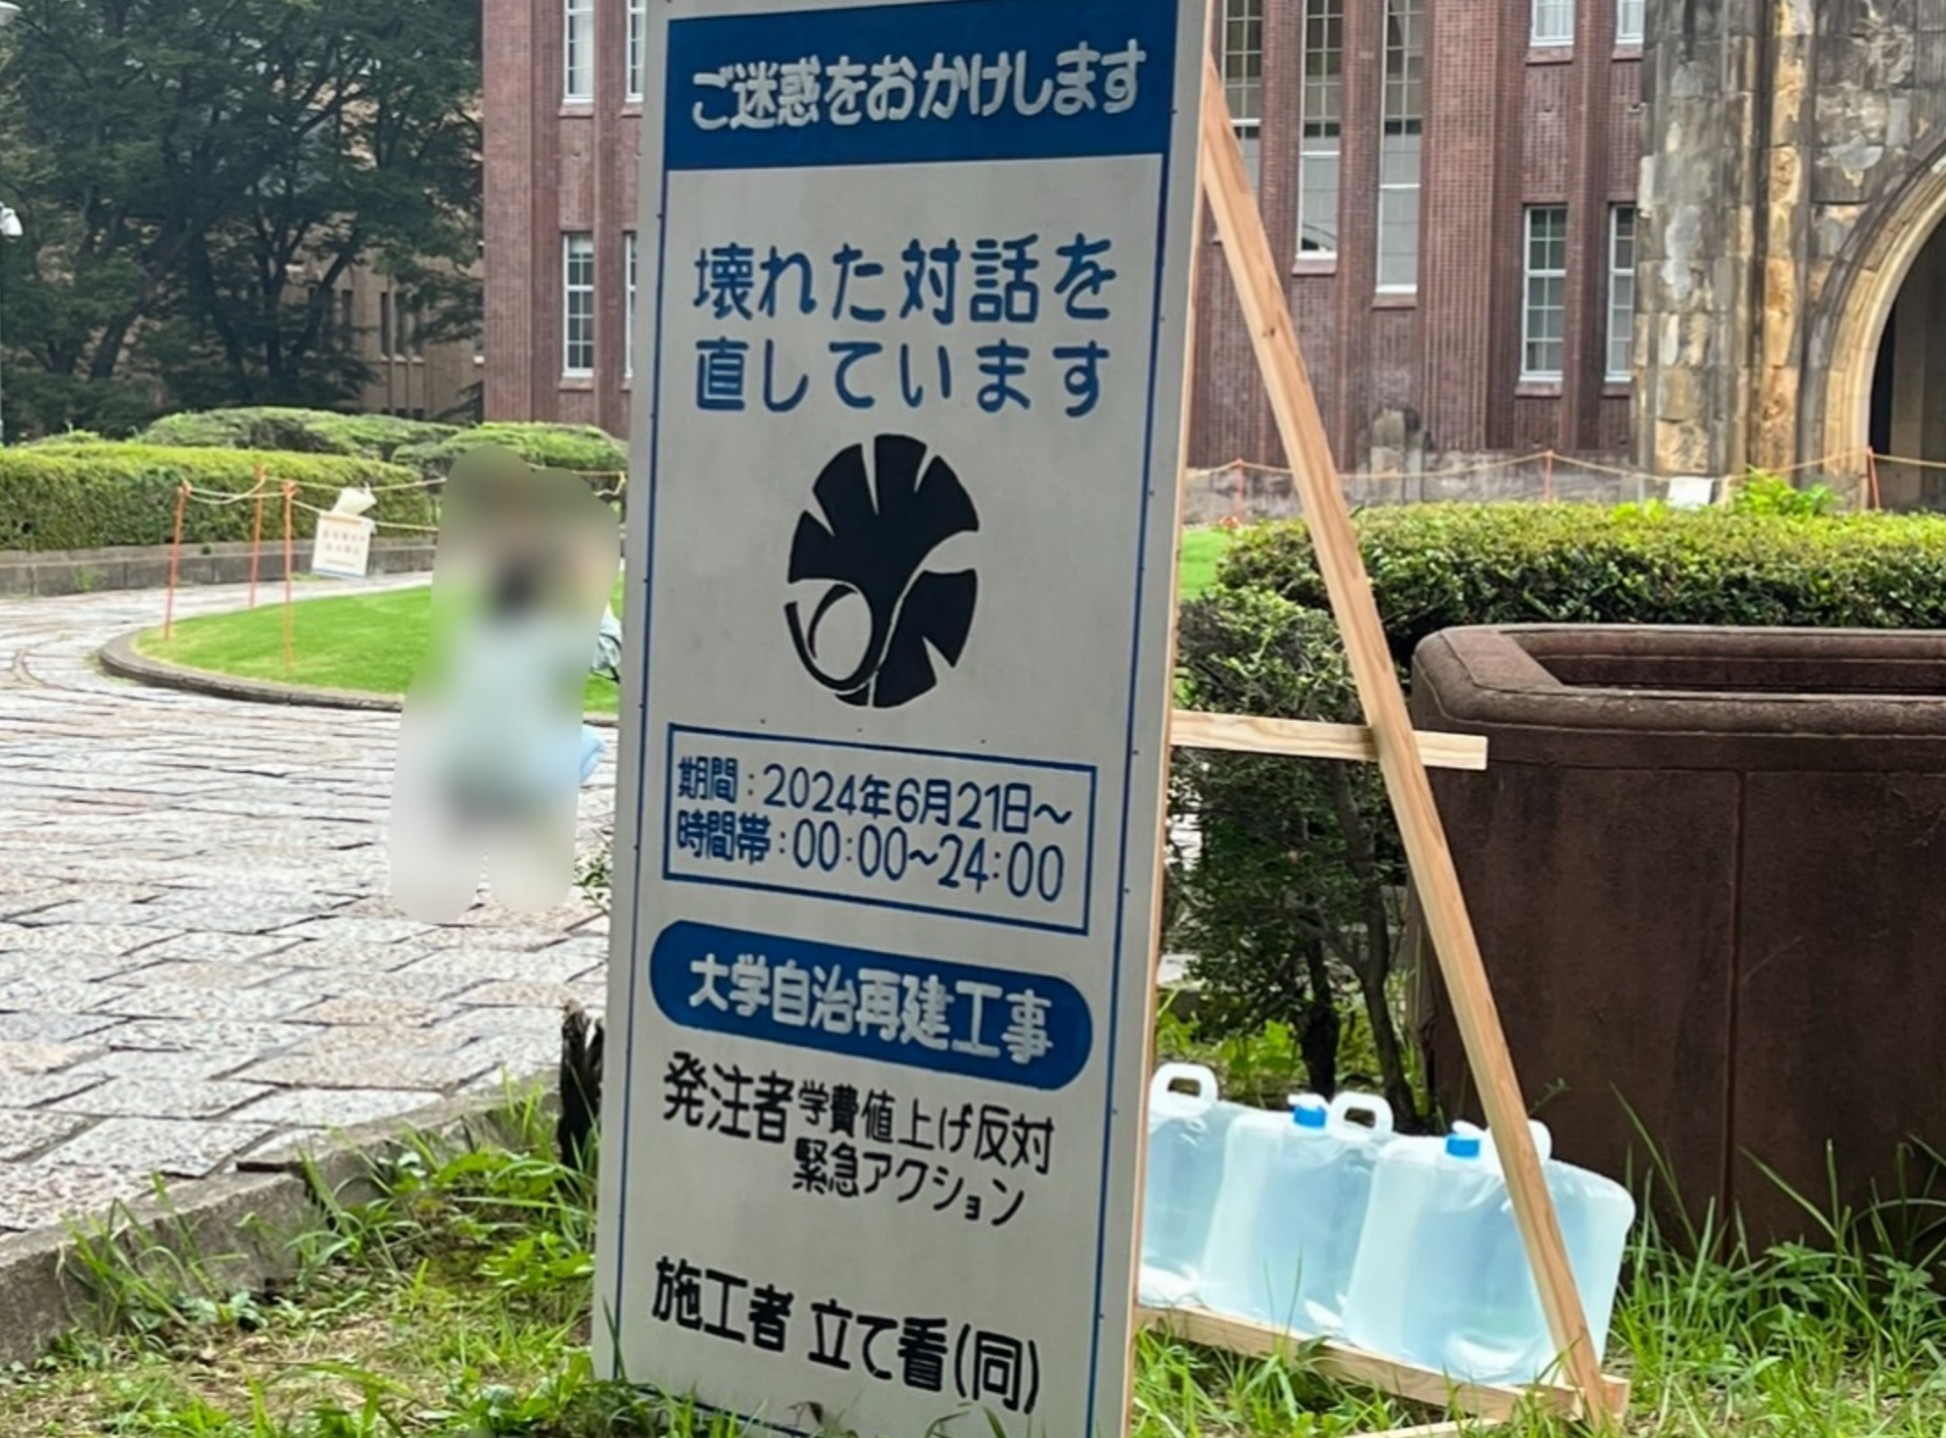 ご迷惑をおかけします
壊れた対話を
直しています
期間：2024年6月21日～
時間帯：00:00～24:00
大学自治再建工事
発注者 学費値上げ反対
緊急アクション
施工者 立て看(同)